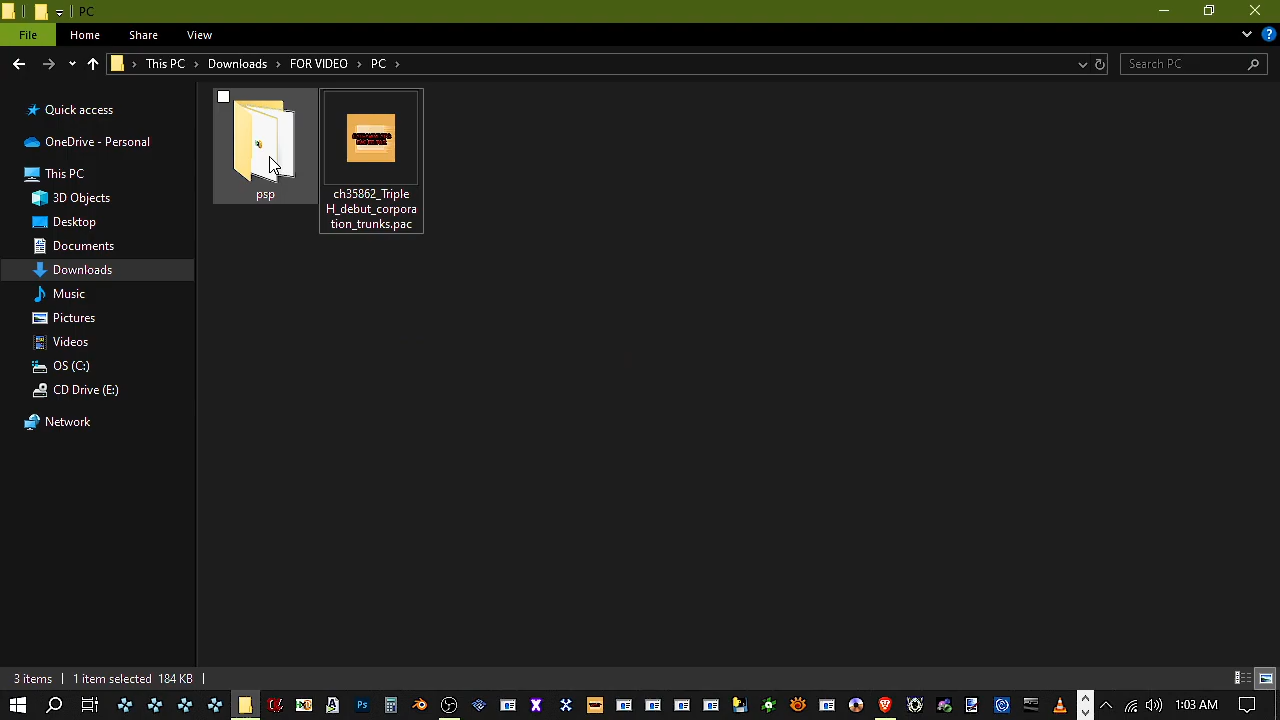 PC
File
Home
Share
View
This PC
Downloads
FOR VIDEO
PC
Search PC
Quick access
OneDrive - Personal
This PC
3D Objects
Desktop
Documents
Downloads
Music
Pictures
Videos
OS (C:)
CD Drive (E:)
Network
psp
ch35862_Triple
H_debut_corpora
tion_trunks.pac
3 items
1 item selected 184 KB
1:03 AM